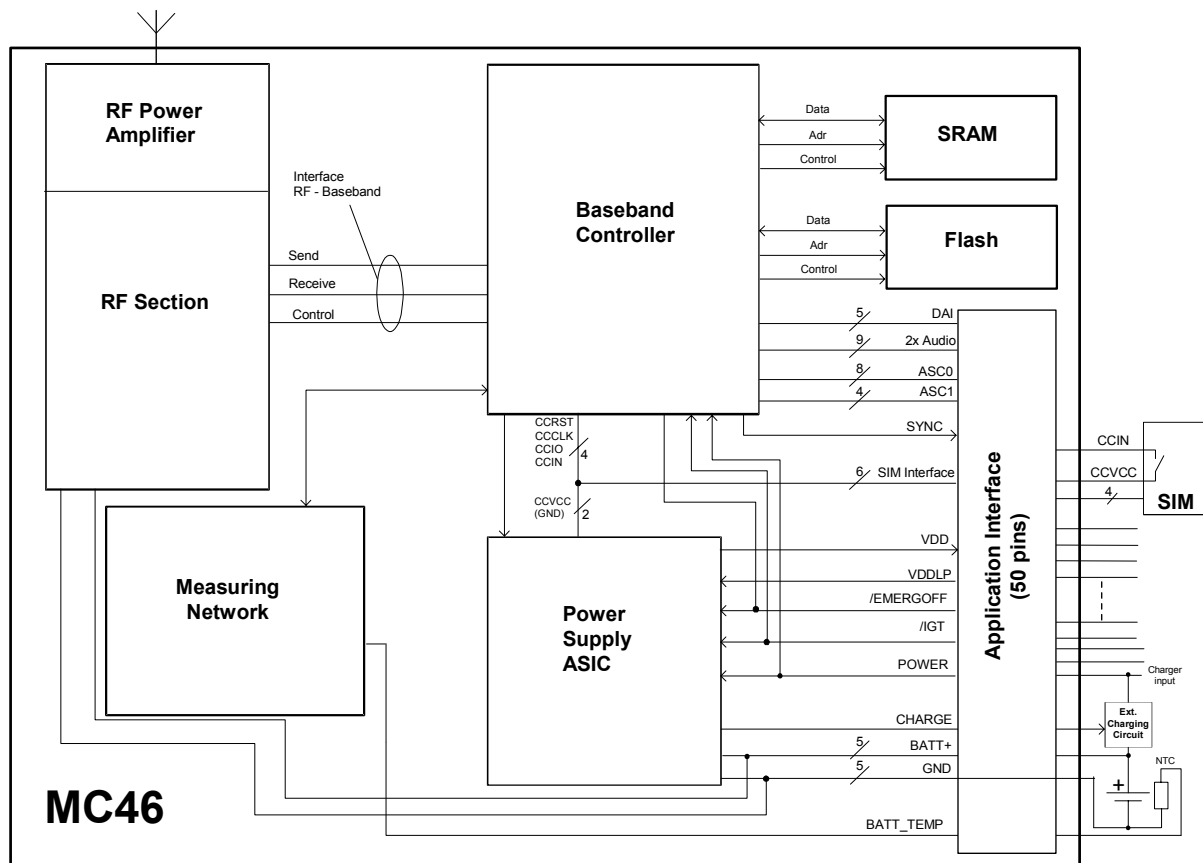 RF Power
Amplifier
RF Section
Interface
RF - Baseband
Send
Receive
Control
Baseband
Controller
Data
Adr
Control
SRAM
Data
Adr
Control
Flash
5
DAI
9
2x Audio
8
ASC0
4
ASC1
SYNC
CCRST
CCCLK
CCIO
CCIN
4
6
SIM Interface
CCVCC
(GND)
2
CCIN
CCVCC
4
SIM
Measuring
Network
Power
Supply
ASIC
VDD
VDDLP
/EMERGOFF
/IGT
POWER
CHARGE
5
BATT+
5
GND
BATT_TEMP
Application Interface
(50 pins)
Charger
input
Ext.
Charging
Circuit
NTC
+
MC46